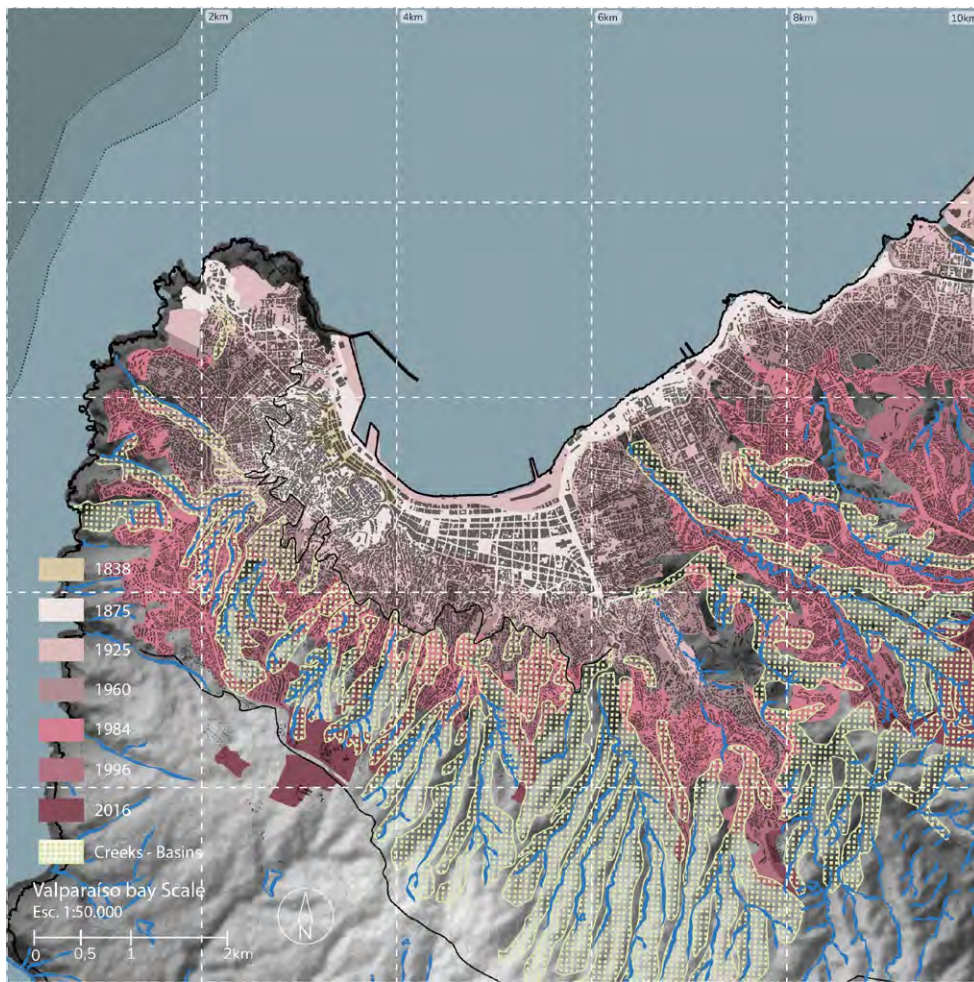 2km
4km
6km
8km
10km
1838
1875
1925
1960
1984
1996
2016
Creeks - Basins
Valparaíso bay Scale
Esc. 1:50.000
N
0
0,5
1
2km